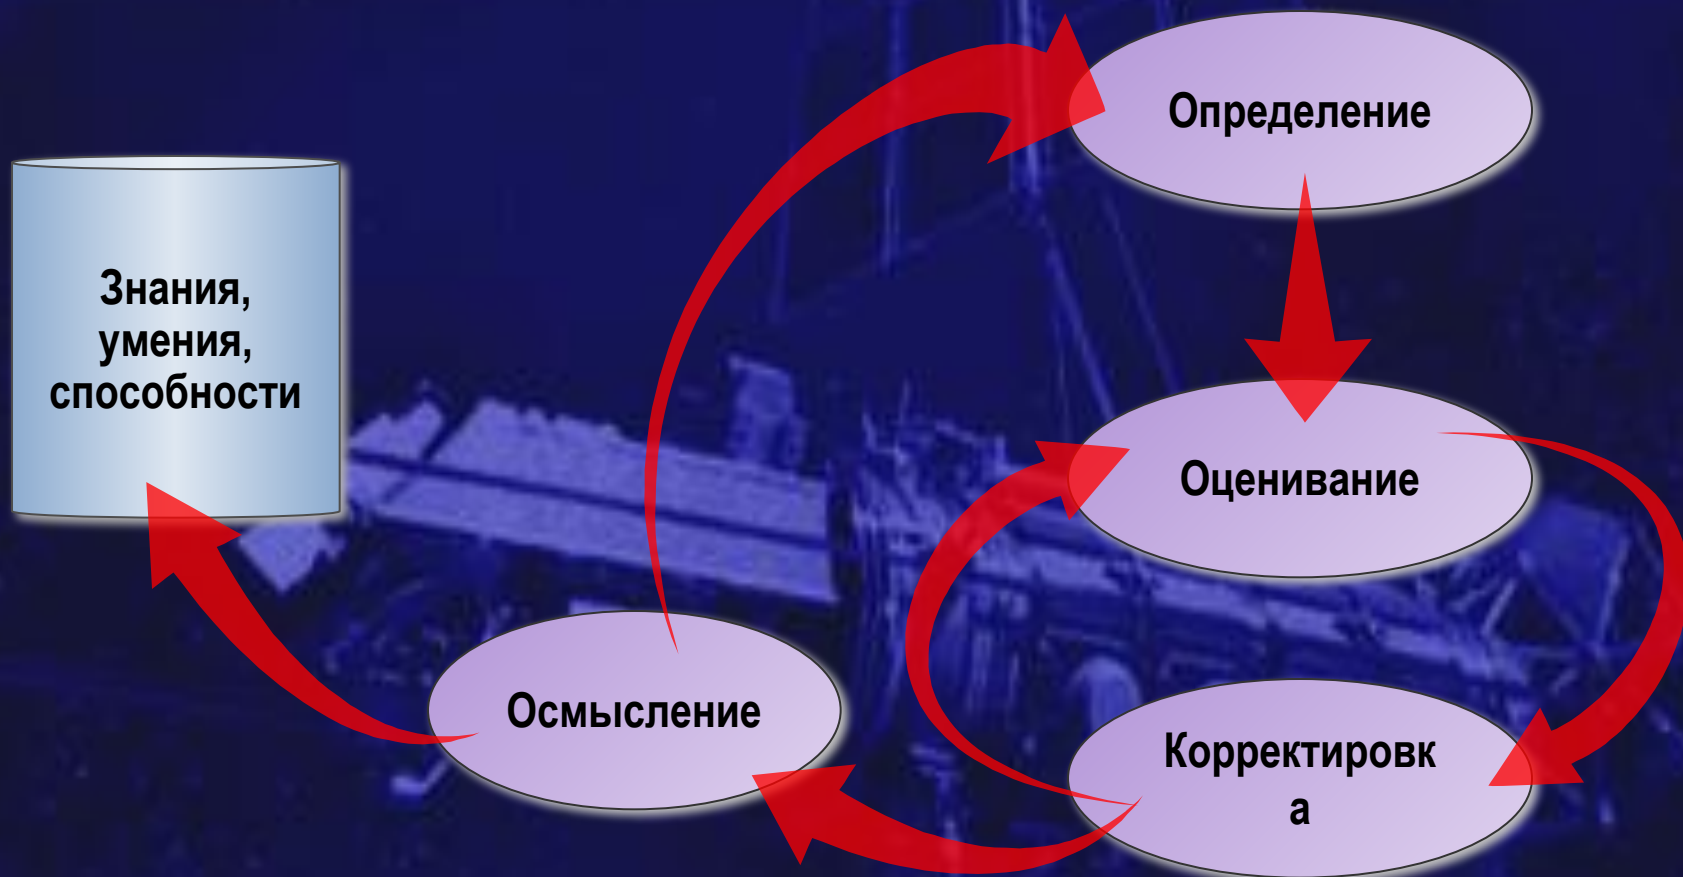 Определение
Знания,
умения,
способности
Оценивание
Осмысление
Корректировк
а